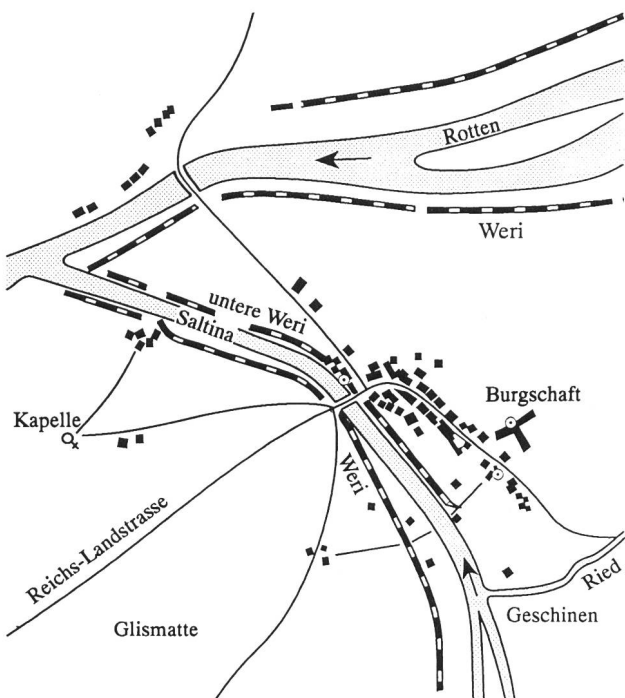 Rotten
Weri
untere Weri
Saltina
Burgschaft
Kapelle
Weri
Reichs-Landstrasse
Ried
Geschinen
Glismatte